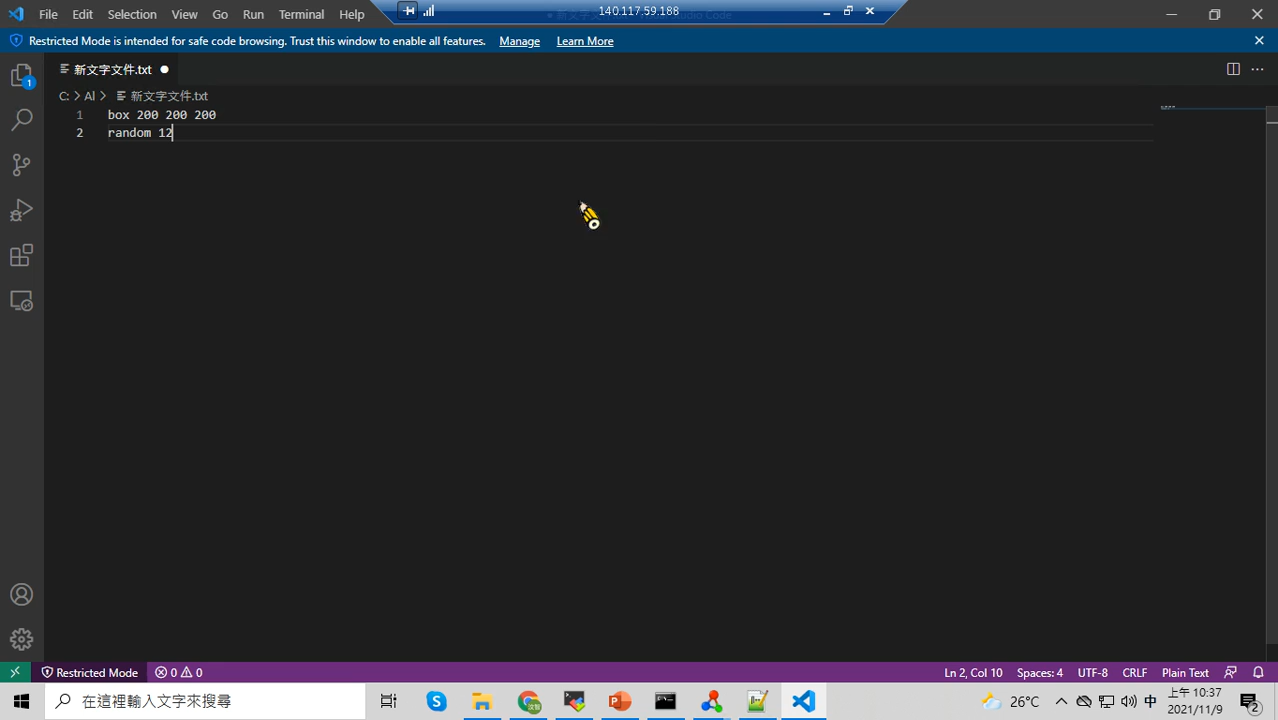 File Edit Selection View Go Run Terminal Help
140.117.59.188
Restricted Mode is intended for safe code browsing. Trust this window to enable all features. Manage Learn More
新文字文件.txt
C: > Al > 新文字文件.txt
1 box 200 200 200
2 random 12
1
Restricted Mode 0 0 Ln 2, Col 10 Spaces: 4 UTF-8 CRLF Plain Text
在這裡輸入文字來搜尋
26°C
中
上午 10:37
2021/11/9
2